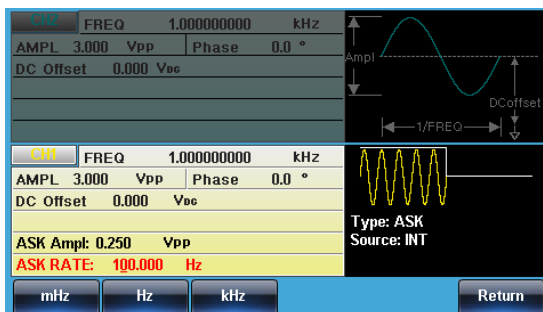 CH2 FREQ 1.000000000 kHz
AMPL 3.000 Vpp Phase 0.0 °
DC Offset 0.000 VDC
Ampl
DCoffset
1/FREQ
CH1 FREQ 1.000000000 kHz
AMPL 3.000 Vpp Phase 0.0 °
DC Offset 0.000 VDC
ASK Ampl: 0.250 Vpp
ASK RATE: 100.000 Hz
Type: ASK
Source: INT
mHz Hz kHz Return